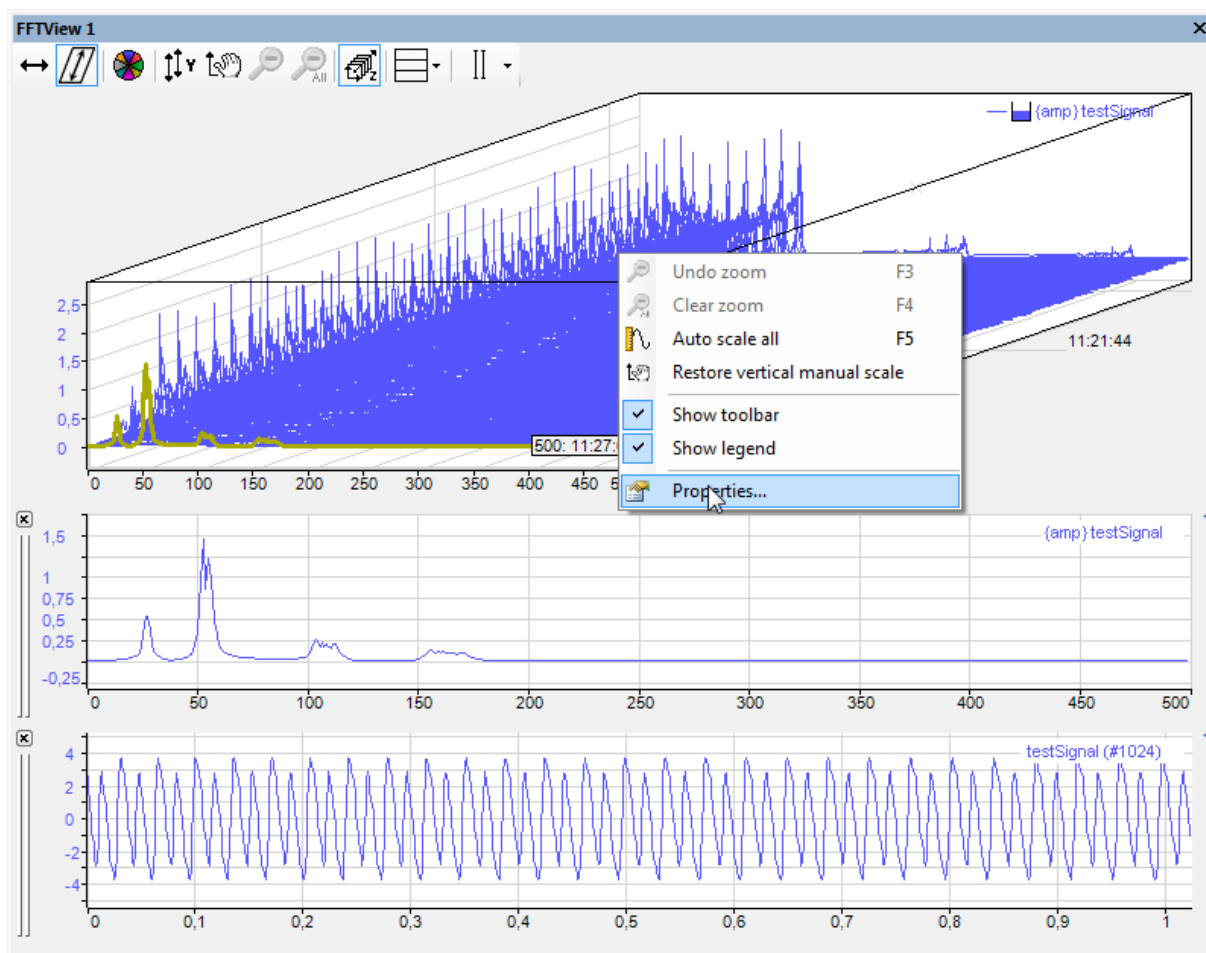 FFTView 1
Y
All
z
{amp}testSignal
2,5
2
1,5
1
0,5
0
0 50 100 150 200 250 300 350 400 450
500: 11:27:
11:21:44
Undo zoom F3
Clear zoom F4
Auto scale all F5
Restore vertical manual scale
Show toolbar
Show legend
Properties...
{amp}testSignal
1,5
1
0,75
0,5
0,25
-0,25
0 50 100 150 200 250 300 350 400 450 500
testSignal (#1024)
4
2
0
-2
-4
0 0,1 0,2 0,3 0,4 0,5 0,6 0,7 0,8 0,9 1